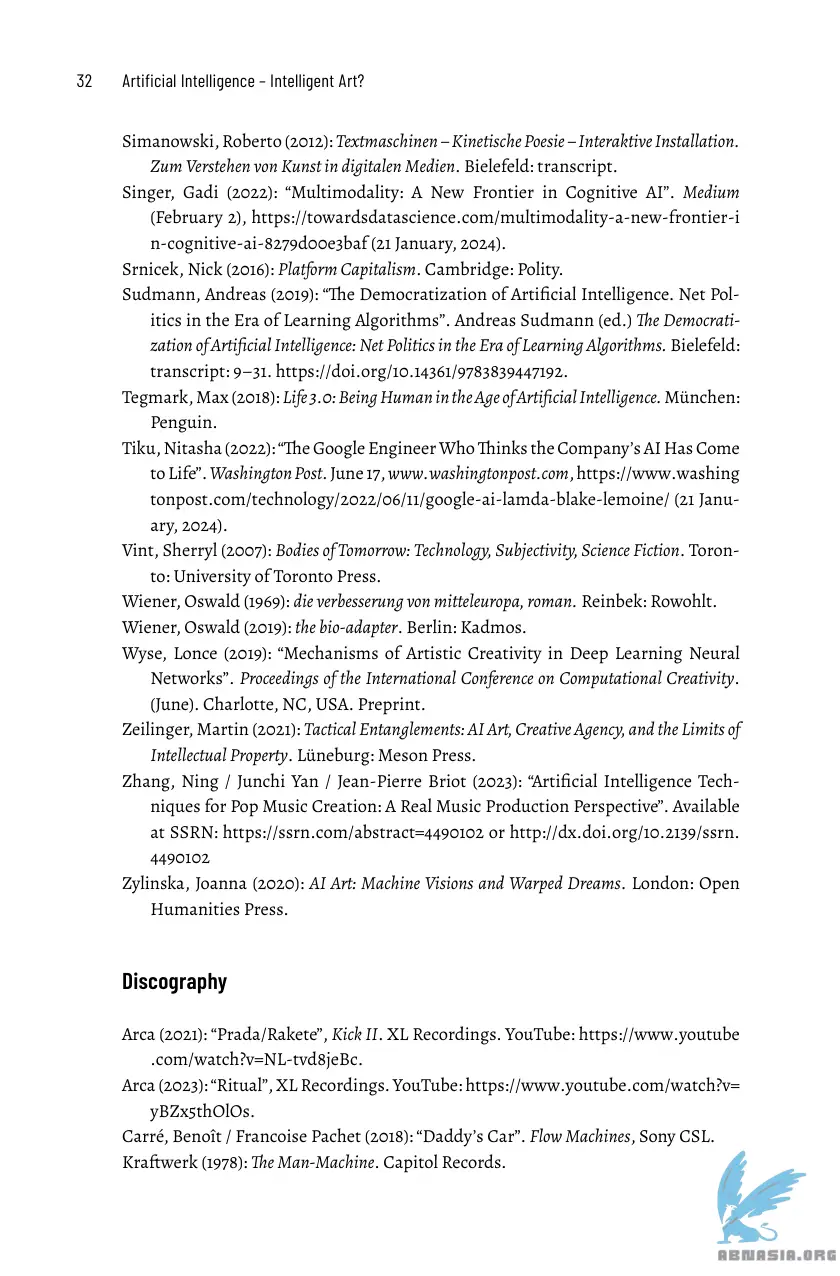 32 Artificial Intelligence – Intelligent Art?
Simanowski, Roberto (2012): Textmaschinen – Kinetische Poesie – Interaktive Installation.
Zum Verstehen von Kunst in digitalen Medien. Bielefeld: transcript.
Singer, Gadi (2022): “Multimodality: A New Frontier in Cognitive AI”. Medium
(February 2), https://towardsdatascience.com/multimodality-a-new-frontier-i
n-cognitive-ai-8279d00e3baf (21 January, 2024).
Srnicek, Nick (2016): Platform Capitalism. Cambridge: Polity.
Sudmann, Andreas (2019): “The Democratization of Artificial Intelligence. Net Pol-
itics in the Era of Learning Algorithms”. Andreas Sudmann (ed.) The Democrati-
zation of Artificial Intelligence: Net Politics in the Era of Learning Algorithms. Bielefeld:
transcript: 9–31. https://doi.org/10.14361/9783839447192.
Tegmark, Max (2018): Life 3.0: Being Human in the Age of Artificial Intelligence. München:
Penguin.
Tiku, Nitasha (2022): “The Google Engineer Who Thinks the Company’s AI Has Come
to Life”. Washington Post. June 17, www.washingtonpost.com, https://www.washing
tonpost.com/technology/2022/06/11/google-ai-lamda-blake-lemoine/ (21 Janu-
ary, 2024).
Vint, Sherryl (2007): Bodies of Tomorrow: Technology, Subjectivity, Science Fiction. Toron-
to: University of Toronto Press.
Wiener, Oswald (1969): die verbesserung von mitteleuropa, roman. Reinbek: Rowohlt.
Wiener, Oswald (2019): the bio-adapter. Berlin: Kadmos.
Wyse, Lonce (2019): “Mechanisms of Artistic Creativity in Deep Learning Neural
Networks”. Proceedings of the International Conference on Computational Creativity.
(June). Charlotte, NC, USA. Preprint.
Zeilinger, Martin (2021): Tactical Entanglements: AI Art, Creative Agency, and the Limits of
Intellectual Property. Lüneburg: Meson Press.
Zhang, Ning / Junchi Yan / Jean-Pierre Briot (2023): “Artificial Intelligence Tech-
niques for Pop Music Creation: A Real Music Production Perspective”. Available
at SSRN: https://ssrn.com/abstract=4490102 or http://dx.doi.org/10.2139/ssrn.
4490102
Zylinska, Joanna (2020): AI Art: Machine Visions and Warped Dreams. London: Open
Humanities Press.
Discography
Arca (2021): “Prada/Rakete”, Kick II. XL Recordings. YouTube: https://www.youtube
.com/watch?v=NL-tvd8jeBc.
Arca (2023): “Ritual”, XL Recordings. YouTube: https://www.youtube.com/watch?v=
yBZx5thOlOs.
Carré, Benoît / Francoise Pachet (2018): “Daddy’s Car”. Flow Machines, Sony CSL.
Kraftwerk (1978): The Man-Machine. Capitol Records.
ABNASIA.ORG